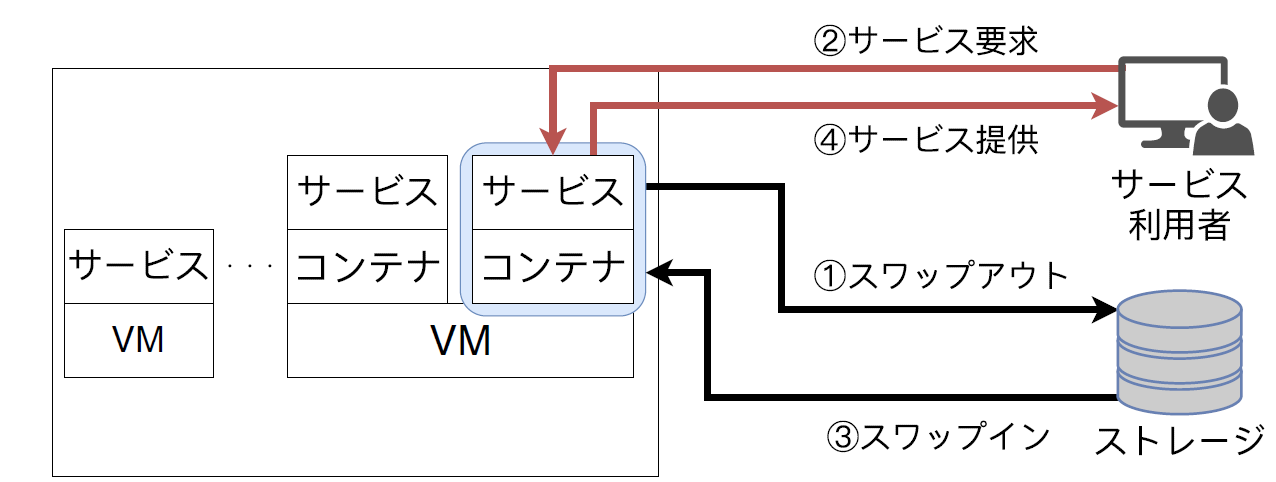 ②サービス要求
④サービス提供
サービス
利用者
サービス
サービス
サービス
・・・
コンテナ
コンテナ
VM
VM
①スワップアウト
③スワップイン
ストレージ